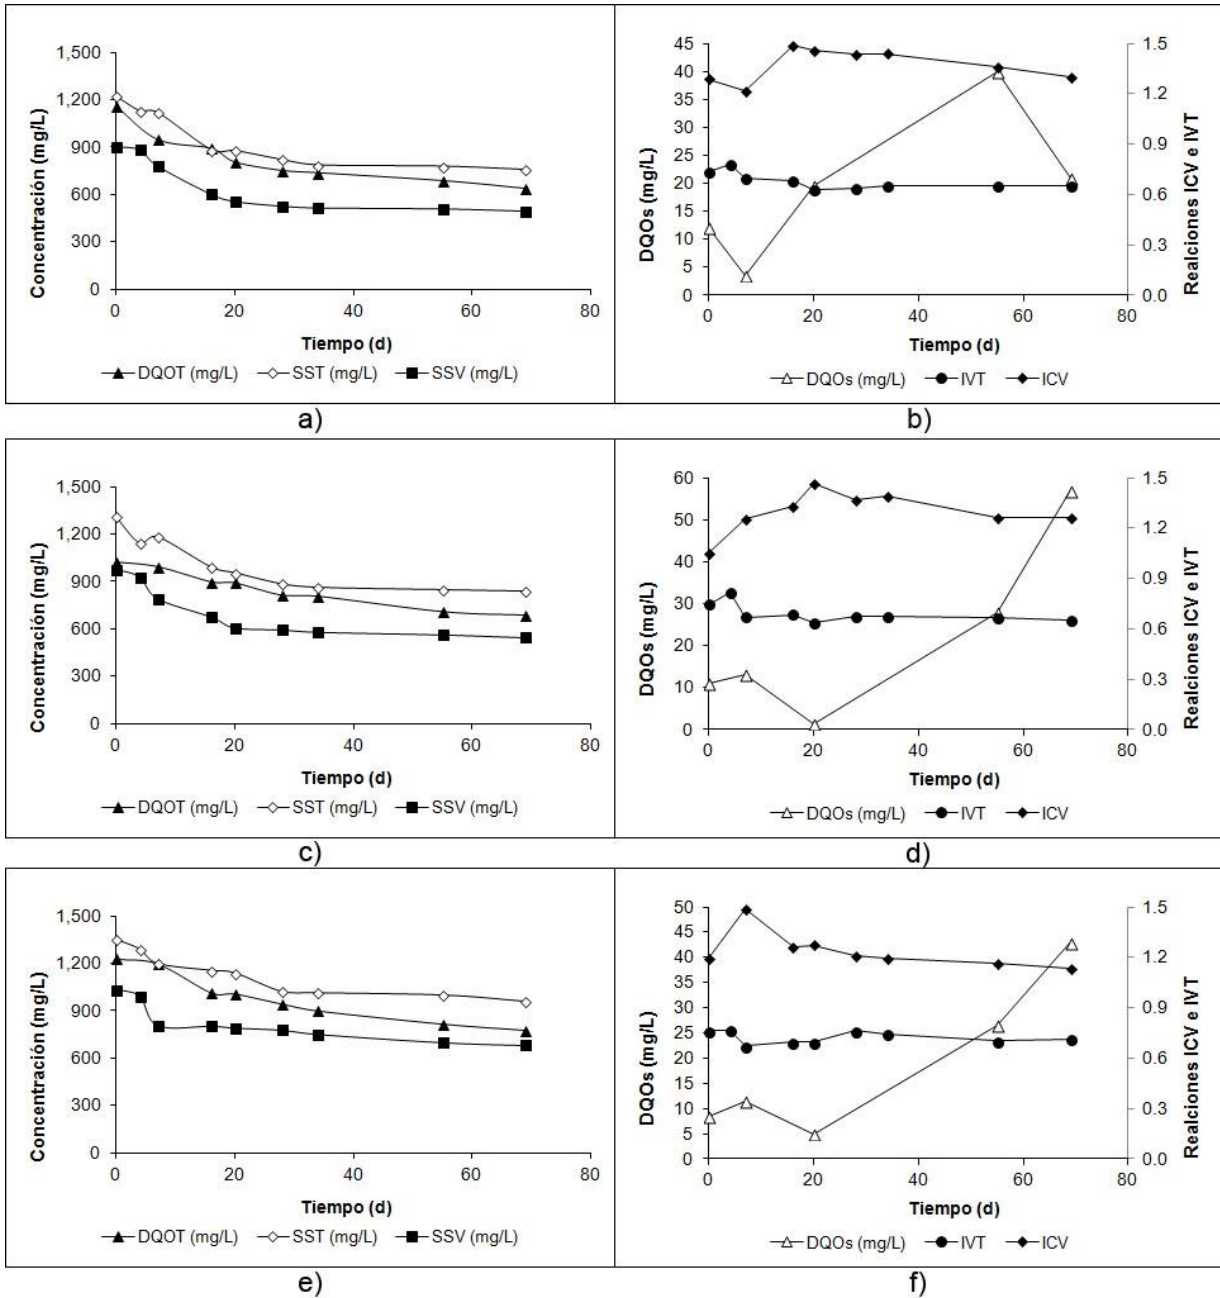 1,500
1,200
900
600
300
0
Concentración (mg/L)
0 20 40 60 80
Tiempo (d)
DQOT (mg/L) SST (mg/L) SSV (mg/L)
a)
45
40
35
30
25
20
15
10
5
0
DQOs (mg/L)
1.5
1.2
0.9
0.6
0.3
0.0
Realciones ICV e IVT
0 20 40 60 80
Tiempo (d)
DQOs (mg/L) IVT ICV
b)
1,500
1,200
900
600
300
0
Concentración (mg/L)
0 20 40 60 80
Tiempo (d)
DQOT (mg/L) SST (mg/L) SSV (mg/L)
c)
60
50
40
30
20
10
0
DQOs (mg/L)
1.5
1.2
0.9
0.6
0.3
0.0
Realciones ICV e IVT
0 20 40 60 80
Tiempo (d)
DQOs (mg/L) IVT ICV
d)
1,500
1,200
900
600
300
0
Concentración (mg/L)
0 20 40 60 80
Tiempo (d)
DQOT (mg/L) SST (mg/L) SSV (mg/L)
e)
50
45
40
35
30
25
20
15
10
5
0
DQOs (mg/L)
1.5
1.2
0.9
0.6
0.3
0.0
Realciones ICV e IVT
0 20 40 60 80
Tiempo (d)
DQOs (mg/L) IVT ICV
f)